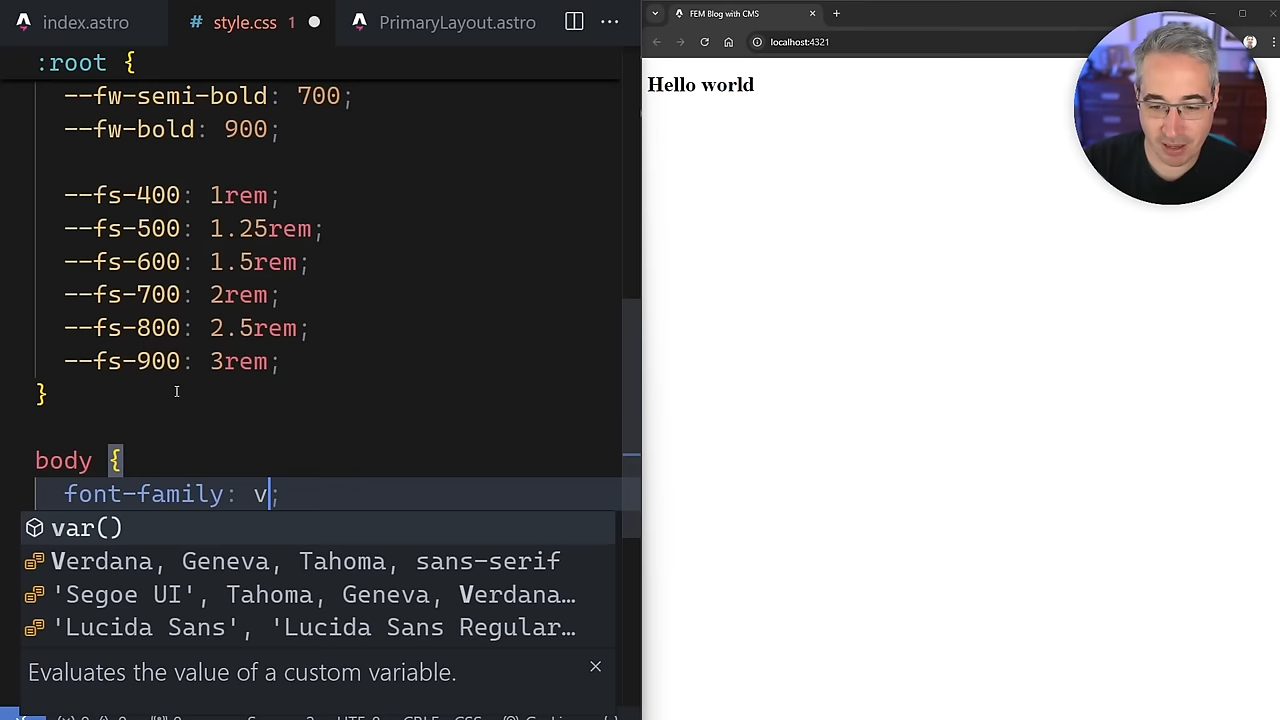 index.astro
# style.css 1
PrimaryLayout.astro
:root {
--fw-semi-bold: 700;
--fw-bold: 900;
--fs-400: 1rem;
--fs-500: 1.25rem;
--fs-600: 1.5rem;
--fs-700: 2rem;
--fs-800: 2.5rem;
--fs-900: 3rem;
}
body {
font-family: v;
var()
Verdana, Geneva, Tahoma, sans-serif
'Segoe UI', Tahoma, Geneva, Verdana…
'Lucida Sans', 'Lucida Sans Regular…
Evaluates the value of a custom variable.
FEM Blog with CMS
localhost:4321
Hello world